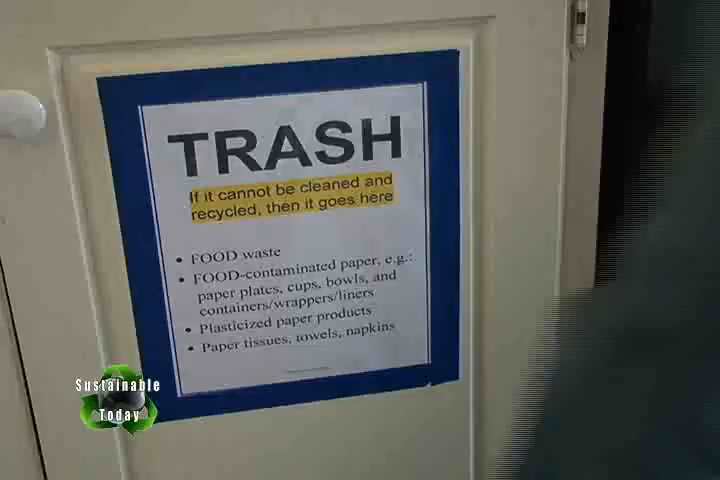 TRASH
If it cannot be cleaned and
recycled, then it goes here
• FOOD waste
• FOOD-contaminated paper, e.g.:
paper plates, cups, bowls, and
containers/wrappers/liners
• Plasticized paper products
• Paper tissues, towels, napkins
Sustainable
Today